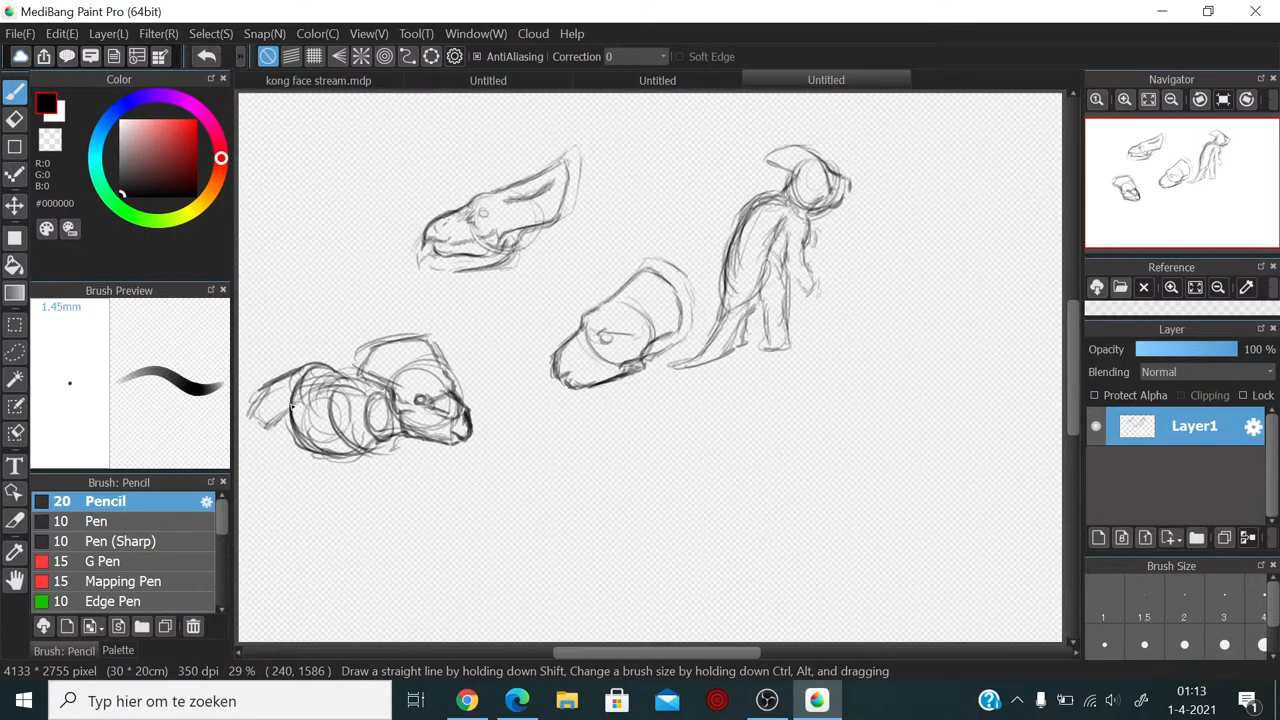 MediBang Paint Pro (64bit)
File(F) Edit(E) Layer(L) Filter(R) Select(S) Snap(N) Color(C) View(V) Tool(T) Window(W) Cloud Help
AntiAliasing Correction 0 Soft Edge
Color
kong face stream.mdp Untitled Untitled Untitled
Navigator
R:0
G:0
B:0
#000000
Brush Preview
1.45mm
Reference
Layer
Opacity 100 %
Blending Normal
Protect Alpha Clipping Lock
Layer1
Brush: Pencil
20 Pencil
10 Pen
10 Pen (Sharp)
15 G Pen
15 Mapping Pen
10 Edge Pen
Brush Size
1 1.5 2 3 4
Brush: Pencil Palette
4133 * 2755 pixel (30 * 20cm) 350 dpi 29 % ( 240, 1586 ) Draw a straight line by holding down Shift, Change a brush size by holding down Ctrl, Alt, and dragging
Typ hier om te zoeken
01:13
1-4-2021